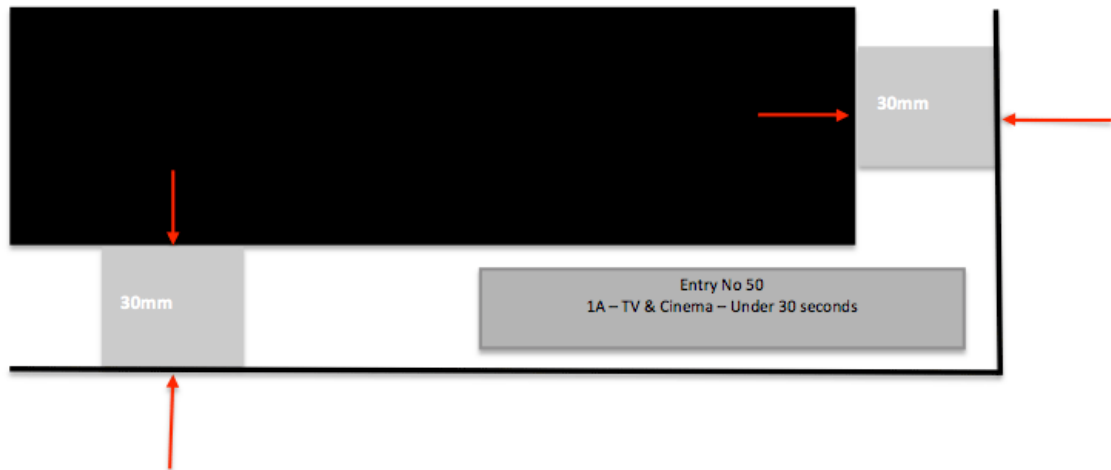 30mm
30mm
Entry No 50
1A – TV & Cinema – Under 30 seconds